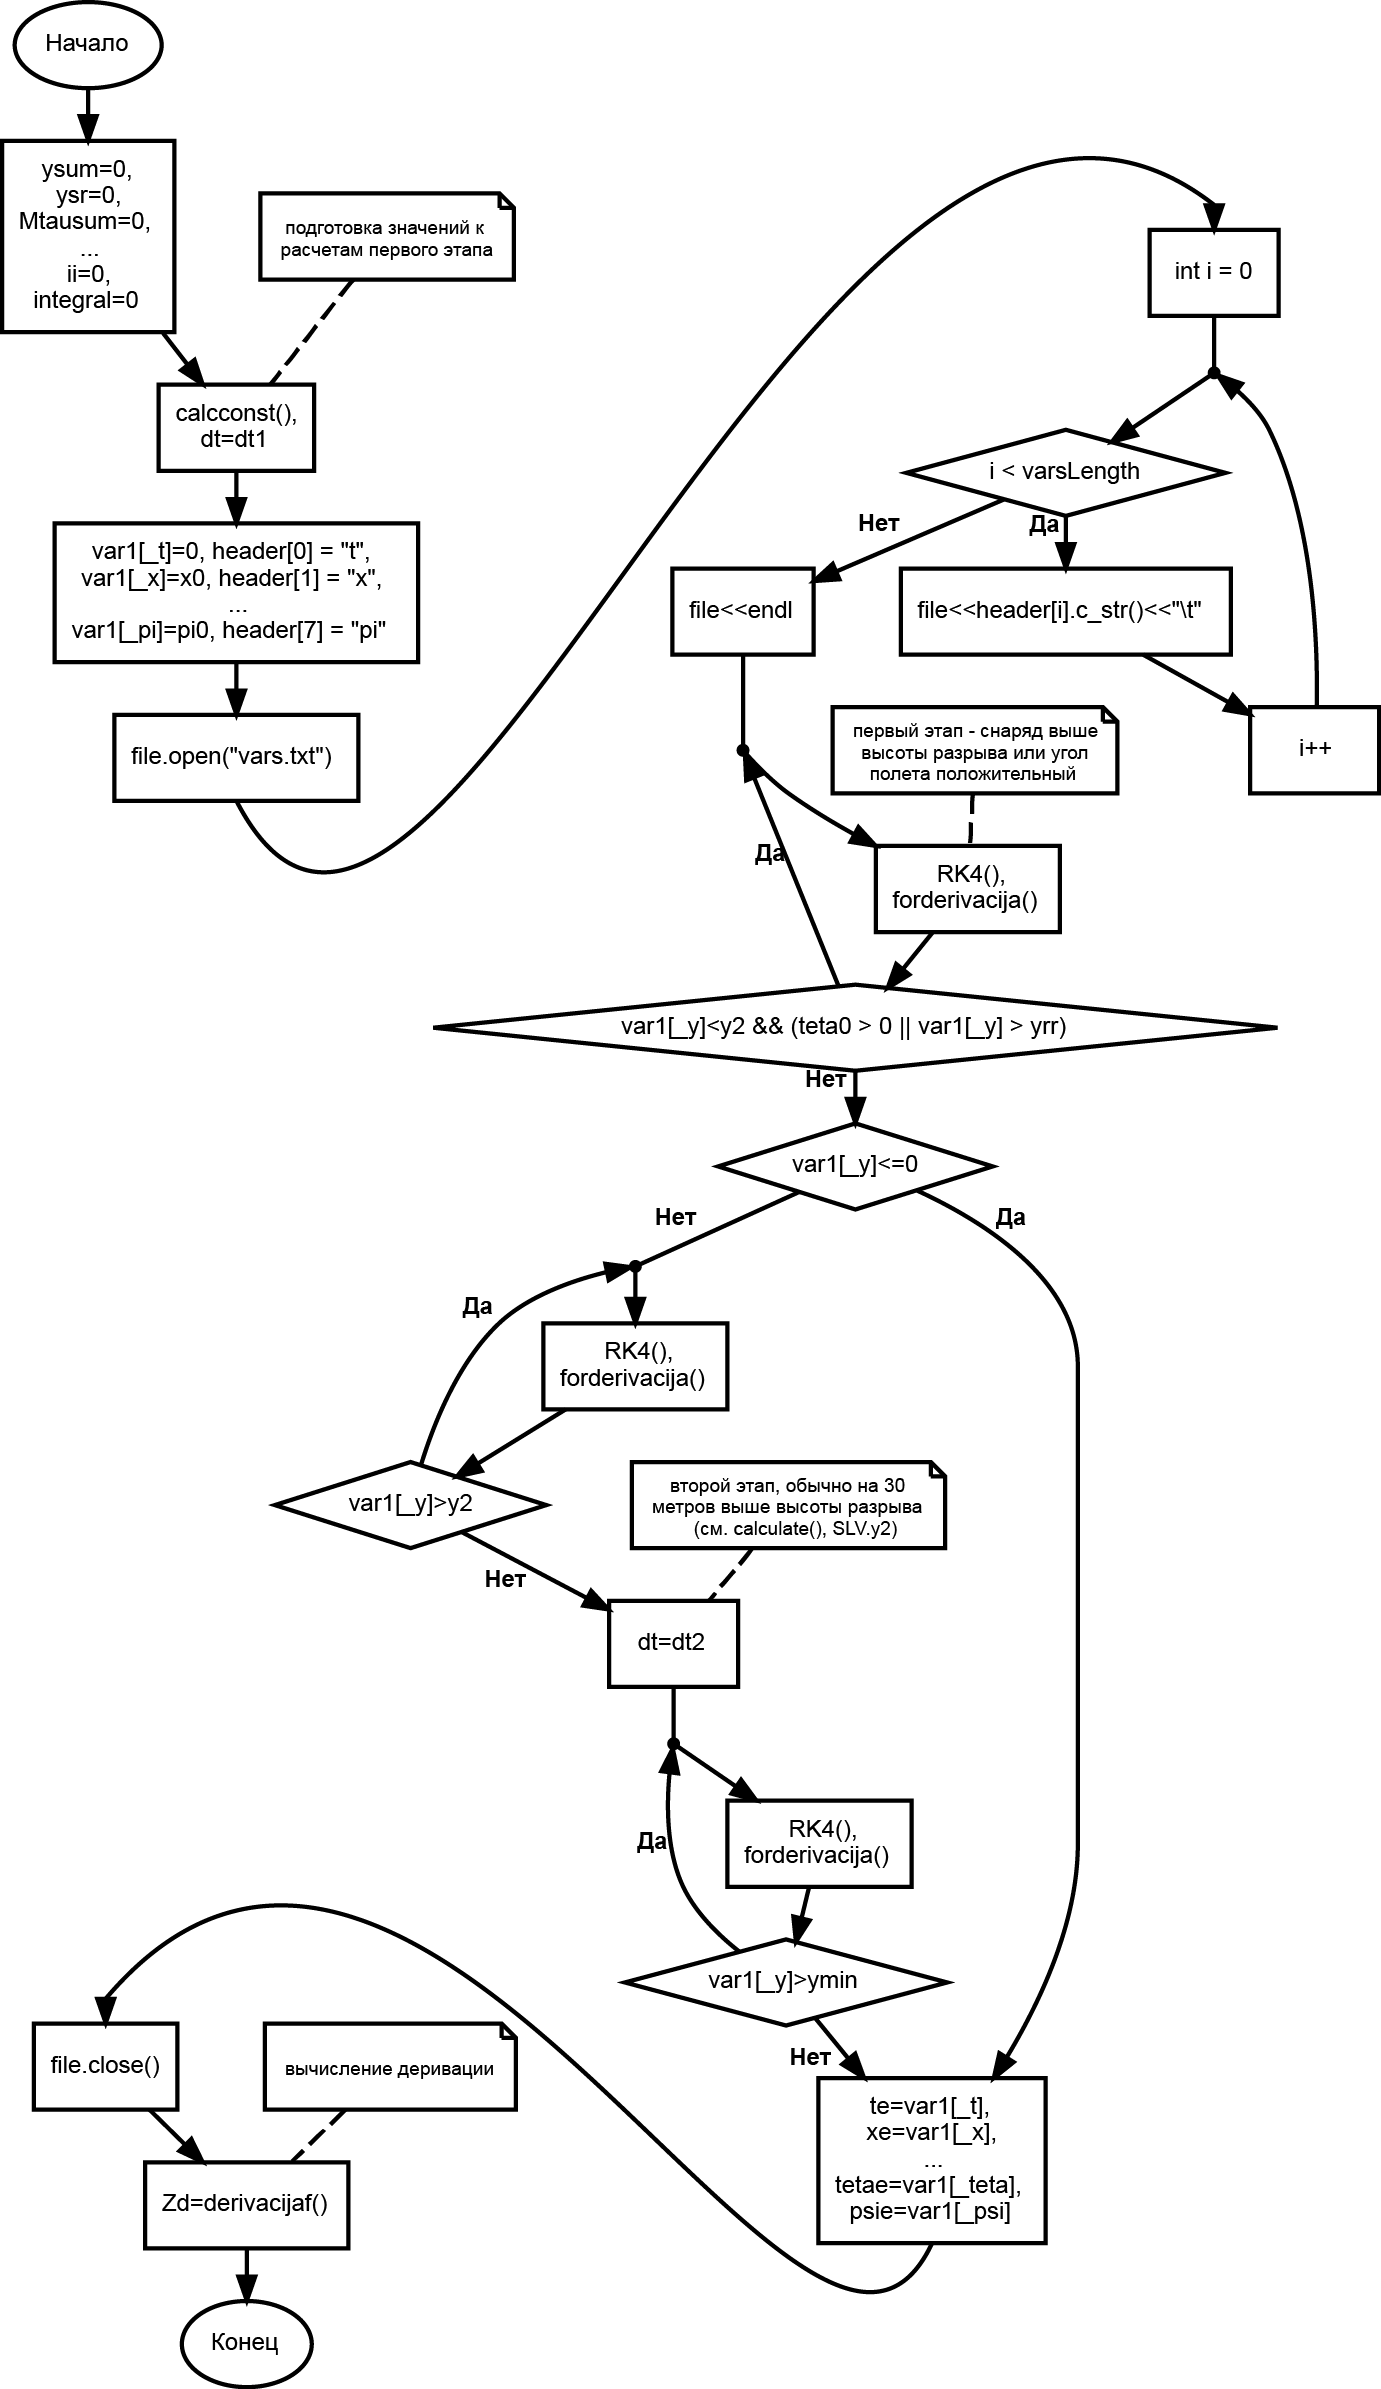 Начало
ysum=0,
ysr=0,
Mtausum=0,
...
ii=0,
integral=0
подготовка значений к
расчетам первого этапа
calcconst(),
dt=dt1
var1[_t]=0, header[0] = "t",
var1[_x]=x0, header[1] = "x",
...
var1[_pi]=pi0, header[7] = "pi"
file.open("vars.txt")
int i = 0
i < varsLength
Нет
Да
file<<endl
file<<header[i].c_str()<<"\t"
i++
первый этап - снаряд выше
высоты разрыва или угол
полета положительный
Да
RK4(),
forderivacija()
var1[_y]<y2 && (teta0 > 0 || var1[_y] > yrr)
Нет
var1[_y]<=0
Нет
Да
Да
RK4(),
forderivacija()
var1[_y]>y2
второй этап, обычно на 30
метров выше высоты разрыва
(см. calculate(), SLV.y2)
Нет
dt=dt2
Да
RK4(),
forderivacija()
var1[_y]>ymin
Нет
te=var1[_t],
xe=var1[_x],
...
tetae=var1[_teta],
psie=var1[_psi]
file.close()
вычисление деривации
Zd=derivacijaf()
Конец